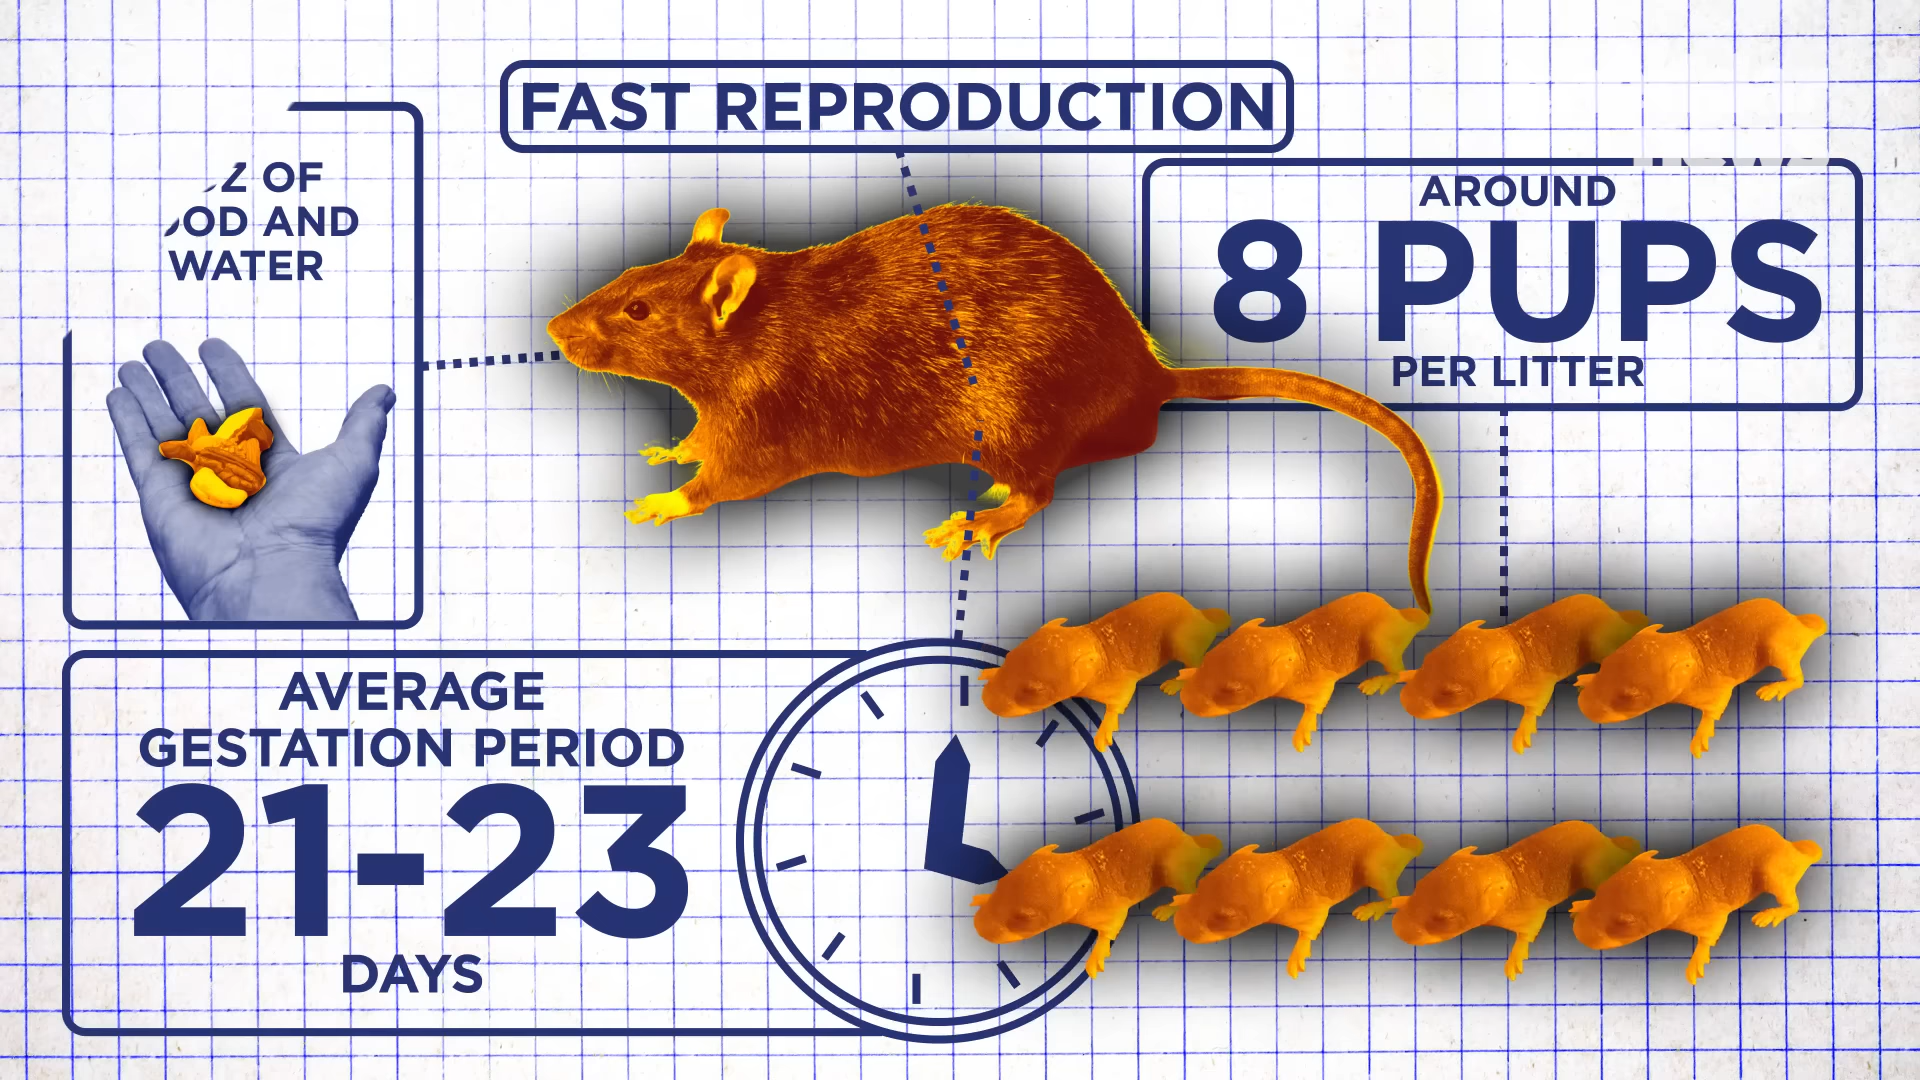 FAST REPRODUCTION
OF
AND
WATER
AROUND
8 PUPS
PER LITTER
AVERAGE
GESTATION PERIOD
21-23
DAYS